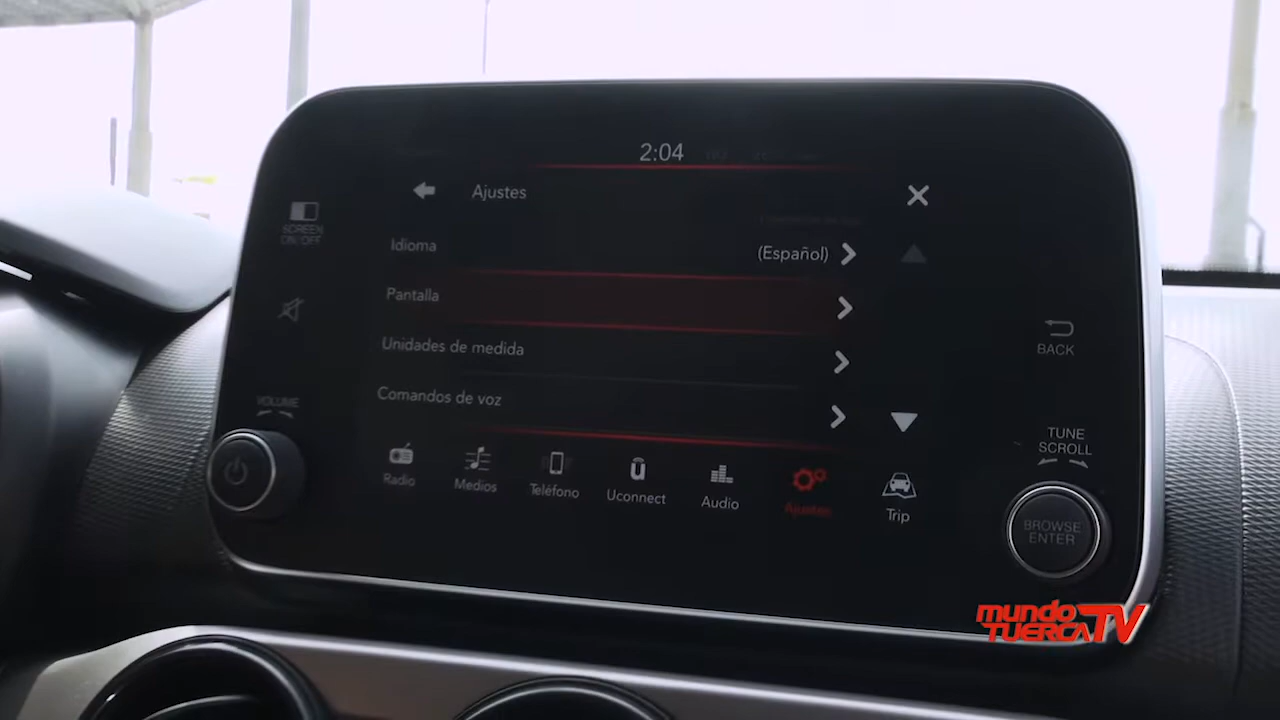 2:04
Ajustes
SCREEN
ON/OFF
Idioma
(Español)
Pantalla
Unidades de medida
Comandos de voz
BACK
VOLUME
TUNE
SCROLL
Radio
Medios
Teléfono
Uconnect
Audio
Ajustes
Trip
BROWSE
ENTER
mundo
TUERCA TV